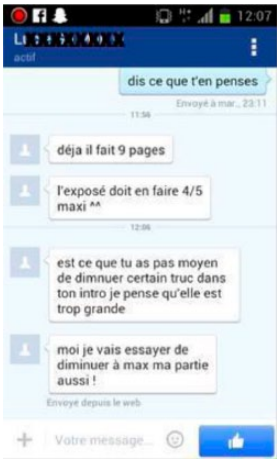 12:07
actif
dis ce que t'en penses
Envoyé à mar., 23:11
11:56
déja il fait 9 pages
l'exposé doit en faire 4/5
maxi ^^
12:06
est ce que tu as pas moyen
de dimnuer certain truc dans
ton intro je pense qu'elle est
trop grande
moi je vais essayer de
diminuer à max ma partie
aussi !
Envoyé depuis le web
Votre message...